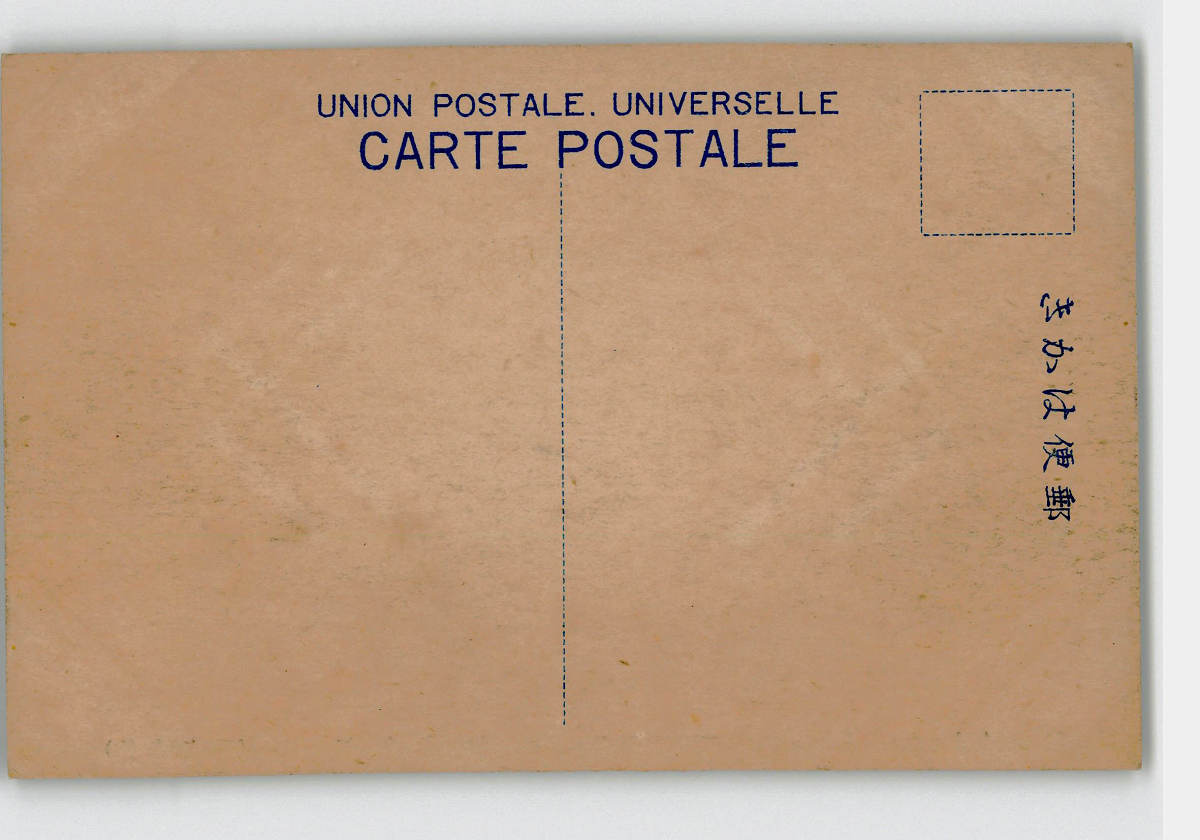 UNION POSTALE. UNIVERSELLE
CARTE POSTALE
きかは便郵